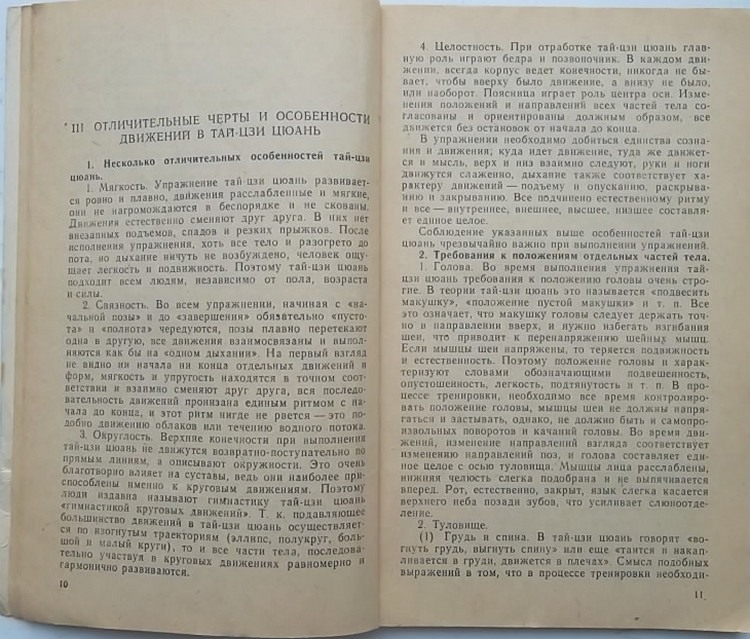 III ОТЛИЧИТЕЛЬНЫЕ ЧЕРТЫ И ОСОБЕННОСТИ
ДВИЖЕНИЙ В ТАЙ-ЦЗИ ЦЮАНЬ
1. Несколько отличительных особенностей тай-цзи
цюань.
1. Мягкость. Упражнение тай-цзи цюань развивает-
ся ровно и плавно, движения расслабленные и мягкие,
они не нагромождаются в беспорядке и не скованы.
Движения естественно сменяют друг друга. В них нет
внезапных подъемов, спадов и резких прыжков. После
исполнения упражнения, хоть все тело и разогрето до
пота, но дыхание ничуть не возбуждено, человек ощу-
щает легкость и подвижность. Поэтому тай-цзи цюань
подходит всем людям, независимо от пола, возраста
и силы.
2. Связность. Во всем упражнении, начиная с «на-
чальной позы» и до «завершения» обязательно «пусто-
та» и «полнота» чередуются, позы плавно перетекают
одна в другую, все движения взаимосвязаны и выпол-
няются как бы на «одном дыхании». На первый взгляд
не видно ни начала ни конца отдельных движений и
форм, мягкость и упругость находятся в точном соот-
ветствии и взаимно сменяют друг друга, вся последо-
вательность движений пронизана единым ритмом с на-
чала до конца, и этот ритм нигде не рвется — это по-
добно движению облаков или течению водного потока.
3. Округлость. Верхние конечности при выполнении
тай-цзи цюань не движутся возвратно-поступательно по
прямым линиям, а описывают окружности. Это очень
благотворно влияет на суставы, ведь они наиболее при-
способлены именно к круговым движениям. Поэтому
люди издавна называют гимнастику тай-цзи цюань
«гимнастикой круговых движений». Т. к. подавляющее
большинство движений в тай-цзи цюань осуществляет-
ся по изогнутым траекториям (эллипс, полукруг, боль-
шой и малый круги), то и все части тела, последова-
тельно участвуя в круговых движениях равномерно и
гармонично развиваются.
10
4. Целостность. При отработке тай-цзи цюань глав-
ную роль играют бедра и позвоночник. В каждом дви-
жении, всегда корпус ведет конечности, никогда не бы-
вает, чтобы вверху было движение, а внизу не было,
или наоборот. Поясница играет роль центра оси. Изме-
нения положений и направлений всех частей тела со-
гласованы и ориентированы должным образом, все
движется без остановок от начала до конца.
В упражнении необходимо добиться единства созна-
ния и движения; куда идет движение, туда же движет-
ся и мысль, верх и низ взаимно следуют, руки и ноги
движутся слаженно, дыхание также соответствует ха-
рактеру движений — подъему и опусканию, раскрыва-
нию и закрыванию. Все подчинено естественному ритму
и все — внутреннее, внешнее, высшее, низшее составля-
ет единое целое.
Соблюдение указанных выше особенностей тай-цзи
цюань чрезвычайно важно при выполнении упражнений.
2. Требования к положениям отдельных частей тела.
1. Голова. Во время выполнения упражнения тай-
цзи цюань требования к положению головы очень стро-
гие. В теории тай-цзи цюань это называется «подвесить
макушку», «положение пустой макушки» и т. п. Все
это означает, что макушку головы следует держать точ-
но в направлении вверх, и нужно избегать изгибания
шеи, что приводит к перенапряжению шейных мышц.
Если мышцы шеи напряжены, то теряется подвижность
и естественность. Поэтому положение головы и харак-
теризуют словами обозначающими подвешенность,
опустошенность, легкость, подтянутость и т. п. В про-
цессе тренировки, необходимо все время контролиро-
вать положение головы, мышцы шеи не должны напря-
гаться и застывать, однако, не должно быть и самопро-
извольных поворотов и качаний головы. Во время дви-
жений, изменение направлений взгляда соответствует
изменению направлений поз, и голова составляет еди-
ное целое с осью туловища. Мышцы лица расслаблены,
нижняя челюсть слегка подобрана и не выпячивается
вперед. Рот, естественно, закрыт, язык слегка касается
верхнего неба позади зубов, что усиливает слюноотде-
ление.
2. Туловище.
(1) Грудь и спина. В тай-цзи цюань говорят «во-
гнуть грудь, выгнуть спину» или еще «таится и накап-
ливается в груди, движется в плечах». Смысл подобных
выражений в том, что в процессе тренировки необходи-
11